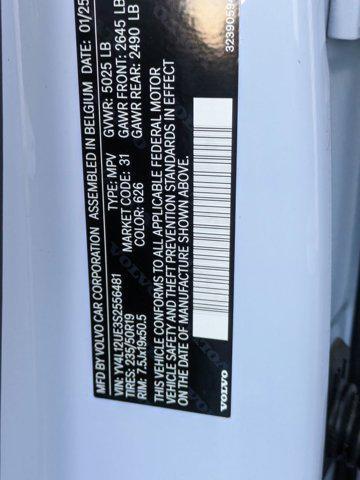 MFD BY VOLVO CAR CORPORATION ASSEMBLED IN BELGIUM DATE: 01/25
VIN: YV4L12UE3S2556481 TYPE: MPV GVWR: 5025 LB
TIRES: 235/50R19 MARKET CODE: 31 GAWR FRONT: 2645 LB
RIM: 7.5Jx19x50.5 COLOR: 626 GAWR REAR: 2490 LB
THIS VEHICLE CONFORMS TO ALL APPLICABLE FEDERAL MOTOR
VEHICLE SAFETY AND THEFT PREVENTION STANDARDS IN EFFECT
ON THE DATE OF MANUFACTURE SHOWN ABOVE.
VOLVO 3239059